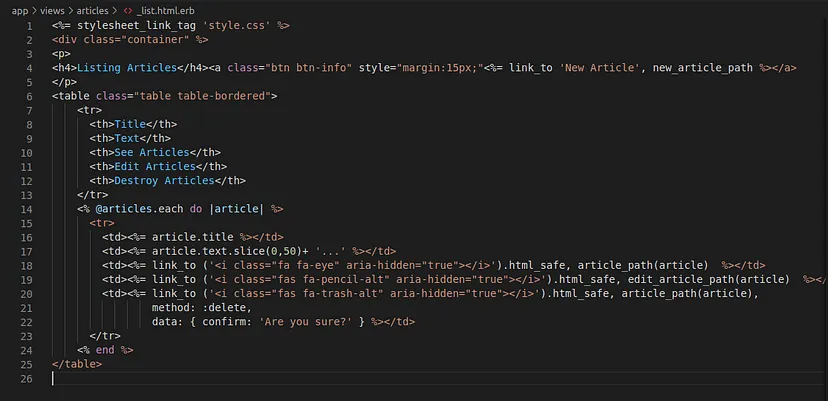 app > views > articles > <> _list.html.erb
1 <%= stylesheet_link_tag 'style.css' %>
2 <div class="container" %>
3 <p>
4 <h4>Listing Articles</h4><a class="btn btn-info" style="margin:15px;"<%= link_to 'New Article', new_article_path %></a>
5 </p>
6 <table class="table table-bordered">
7 <tr>
8 <th>Title</th>
9 <th>Text</th>
10 <th>See Articles</th>
11 <th>Edit Articles</th>
12 <th>Destroy Articles</th>
13 </tr>
14 <% @articles.each do |article| %>
15 <tr>
16 <td><%= article.title %></td>
17 <td><%= article.text.slice(0,50)+ '...' %></td>
18 <td><%= link_to ('<i class="fa fa-eye" aria-hidden="true"></i>').html_safe, article_path(article) %></td>
19 <td><%= link_to ('<i class="fas fa-pencil-alt" aria-hidden="true"></i>').html_safe, edit_article_path(article) %></
20 <td><%= link_to ('<i class="fas fa-trash-alt" aria-hidden="true"></i>').html_safe, article_path(article),
21 method: :delete,
22 data: { confirm: 'Are you sure?' } %></td>
23 </tr>
24 <% end %>
25 </table>
26